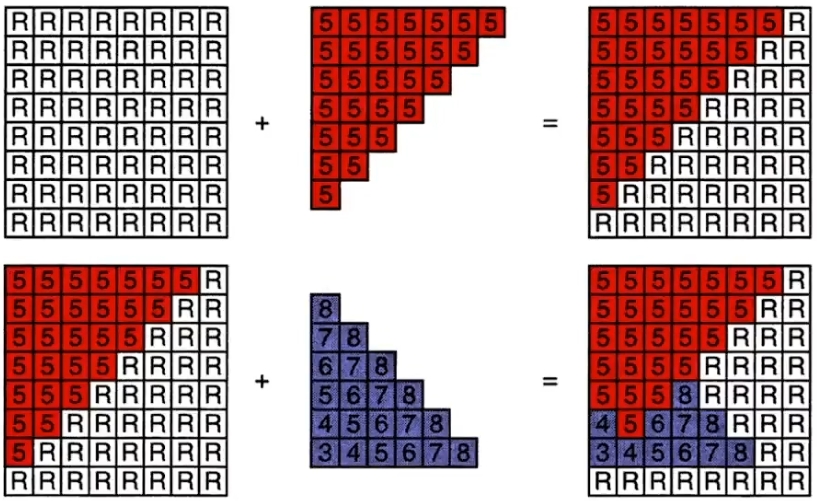 R R R R R R R R
R R R R R R R R
R R R R R R R R
R R R R R R R R
R R R R R R R R
R R R R R R R R
R R R R R R R R
R R R R R R R R
+
5 5 5 5 5 5 5
5 5 5 5 5 5
5 5 5 5 5
5 5 5 5
5 5 5
5 5
5
=
5 5 5 5 5 5 5 R
5 5 5 5 5 5 R R
5 5 5 5 5 R R R
5 5 5 5 R R R R
5 5 5 R R R R R
5 5 R R R R R R
5 R R R R R R R
R R R R R R R R
5 5 5 5 5 5 5 R
5 5 5 5 5 5 R R
5 5 5 5 5 R R R
5 5 5 5 R R R R
5 5 5 R R R R R
5 5 R R R R R R
5 R R R R R R R
R R R R R R R R
+
8
7 8
6 7 8
5 6 7 8
4 5 6 7 8
3 4 5 6 7 8
=
5 5 5 5 5 5 5 R
5 5 5 5 5 5 R R
5 5 5 5 5 R R R
5 5 5 5 R R R R
5 5 5 8 R R R R
4 5 6 7 8 R R R
3 4 5 6 7 8 R R
R R R R R R R R